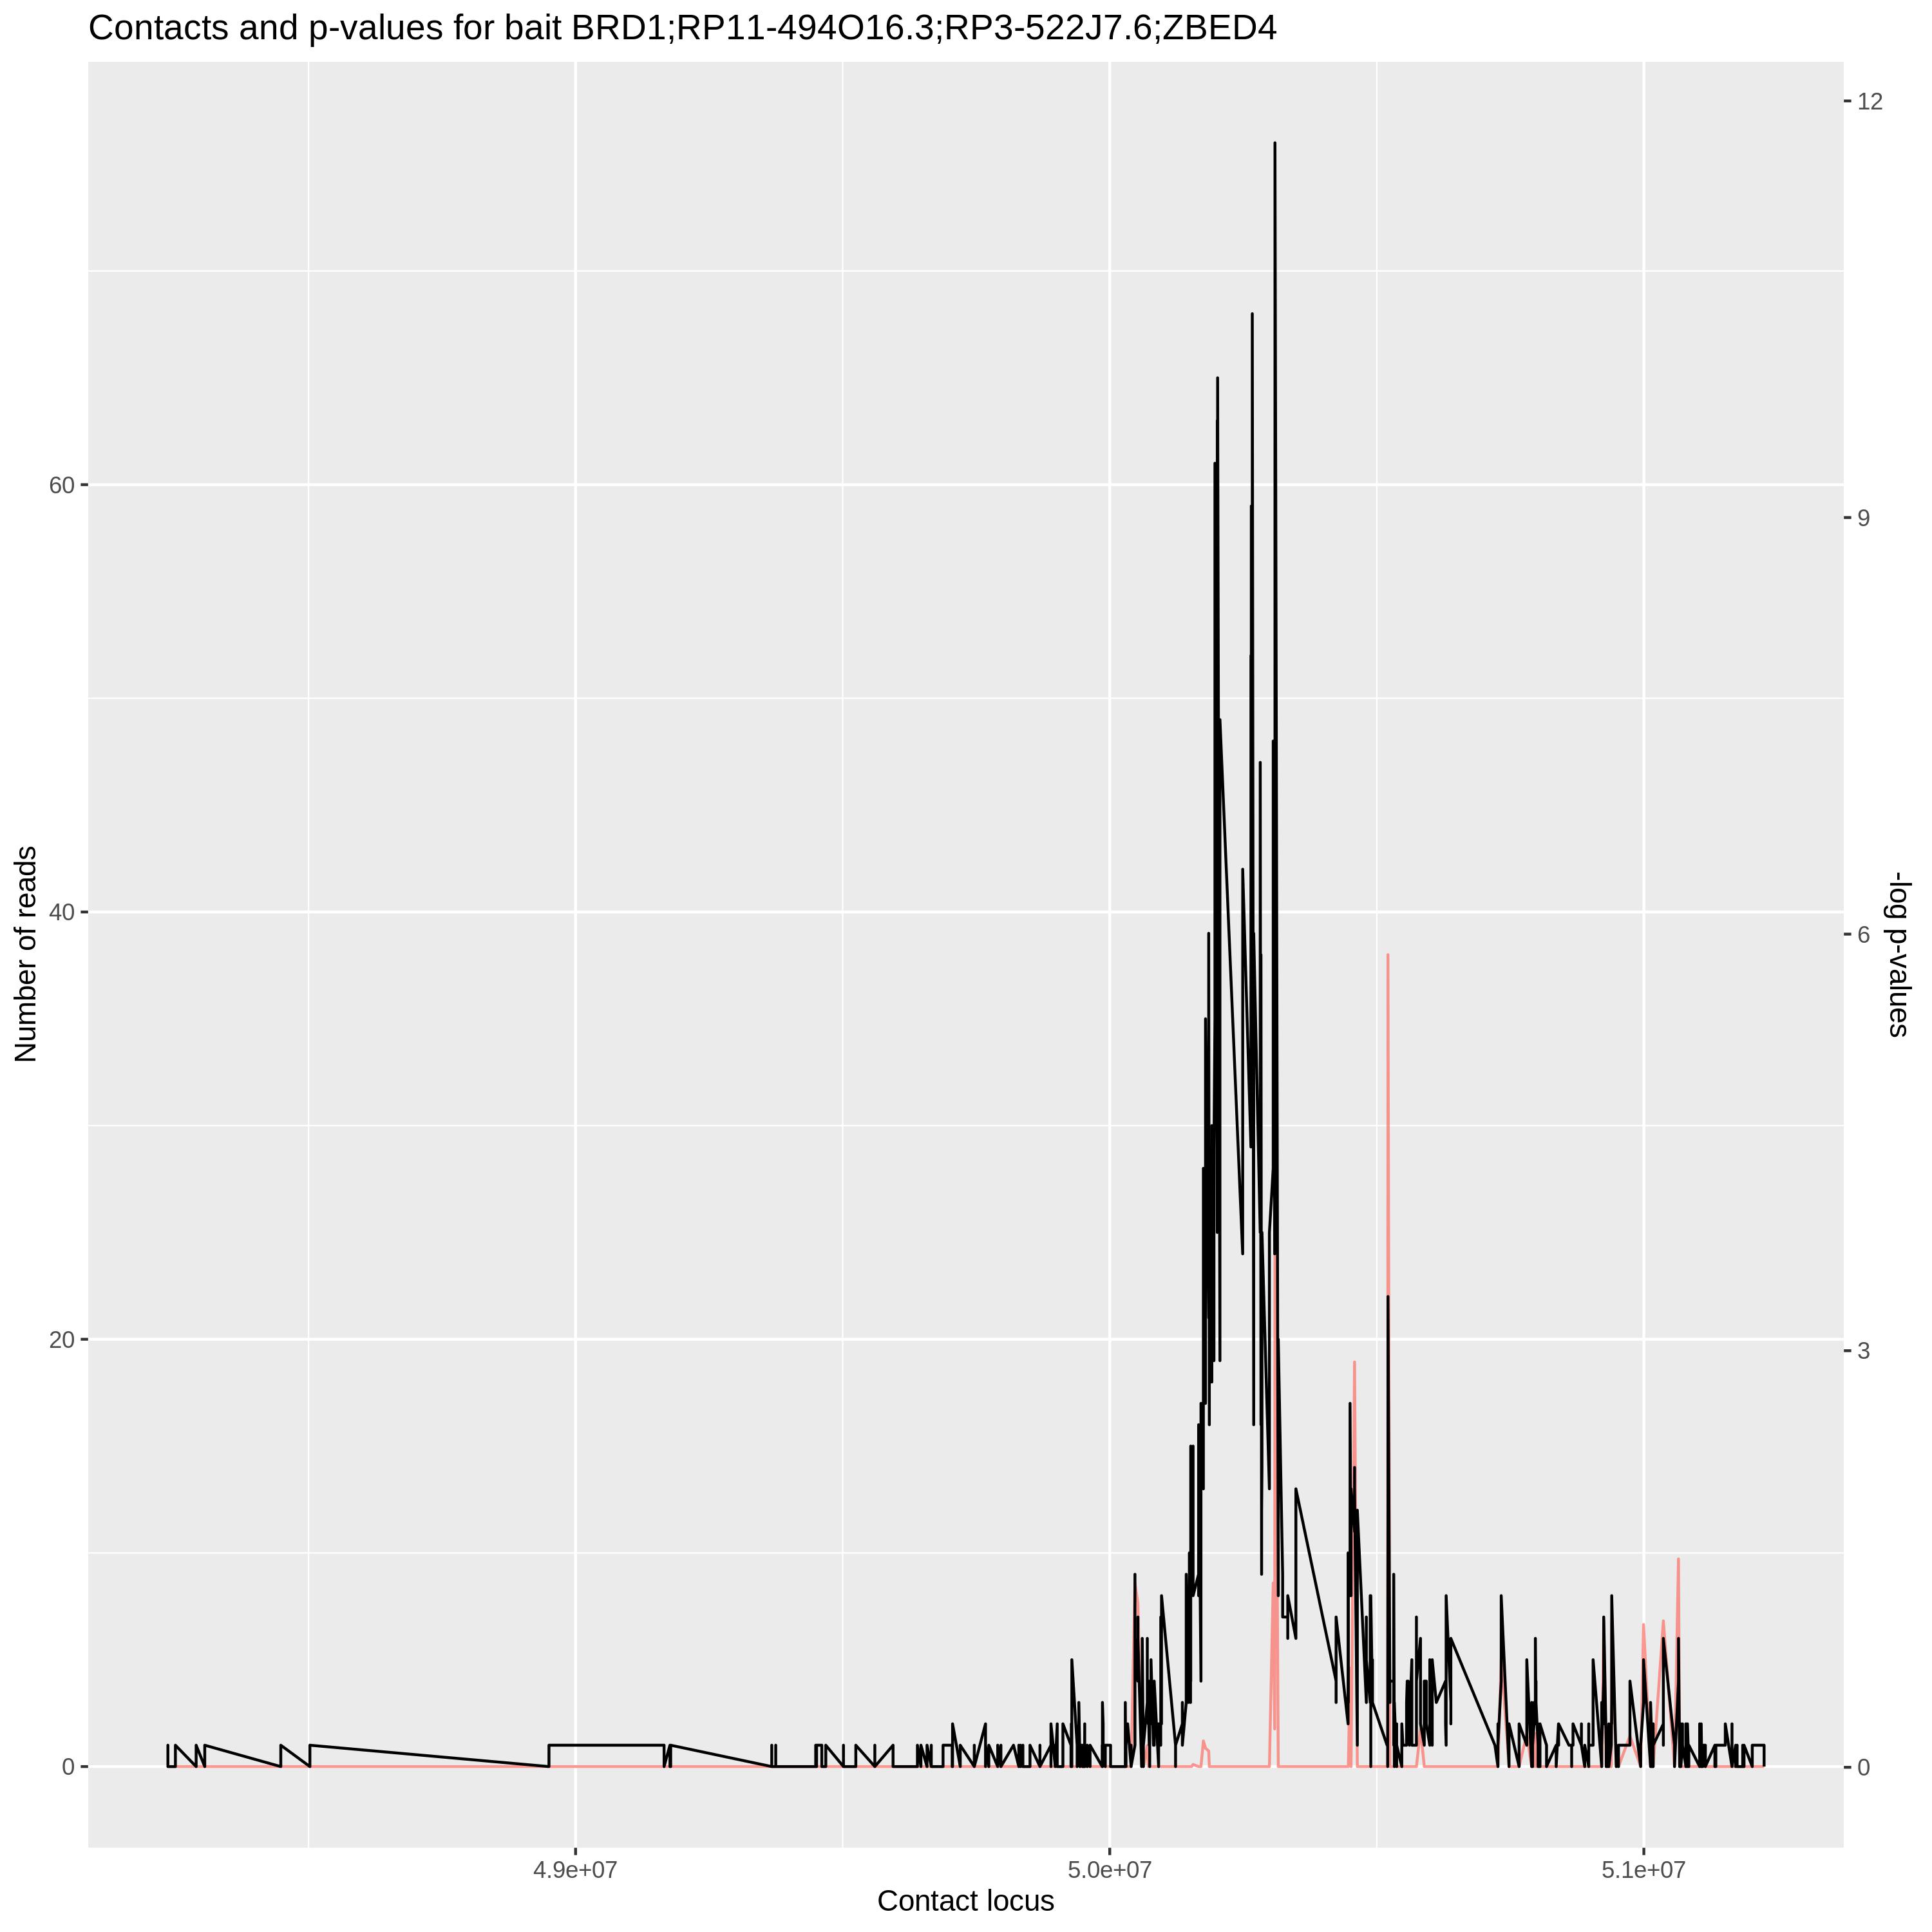 Contacts and p-values for bait BRD1;RP11-494O16.3;RP3-522J7.6;ZBED4
12
60
9
40
6
Number of reads
-log p-values
20
3
0
0
4.9e+07
5.0e+07
5.1e+07
Contact locus